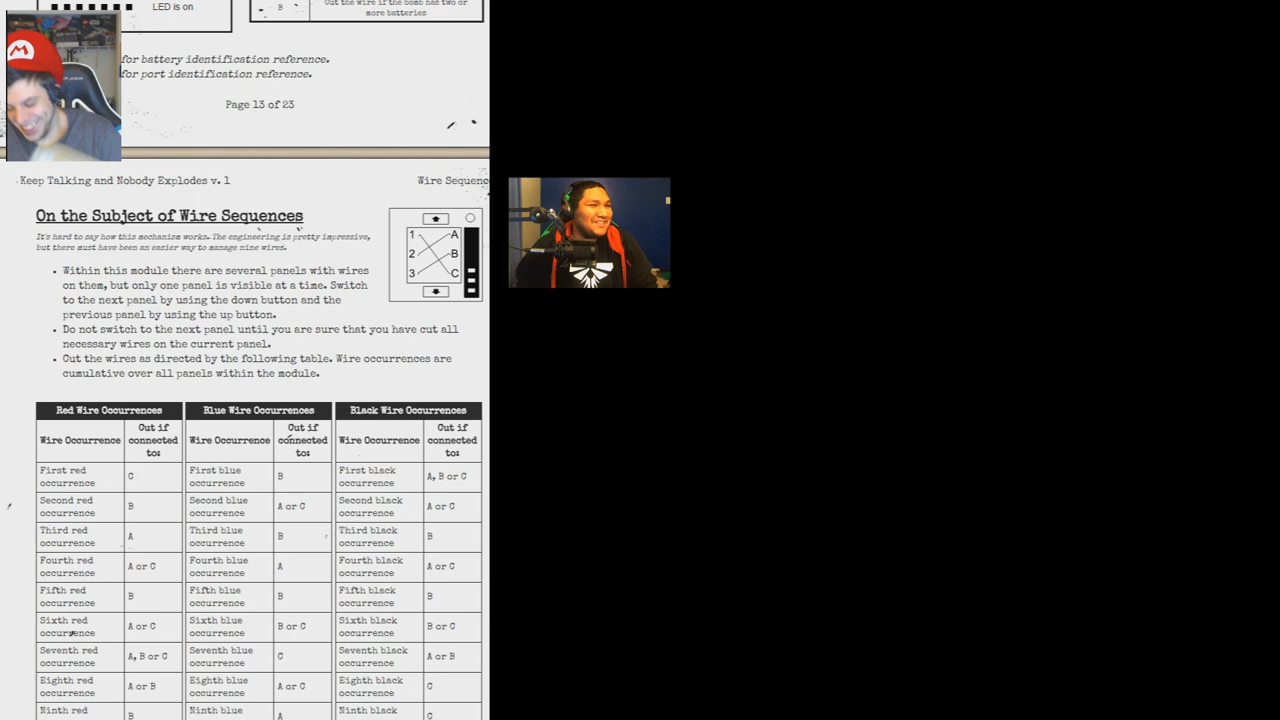 LED is on
B
Cut the wire if the bomb has two or
more batteries
for battery identification reference.
for port identification reference.
Page 13 of 23
Keep Talking and Nobody Explodes v. 1
Wire Sequenc
On the Subject of Wire Sequences
It's hard to say how this mechanism works. The engineering is pretty impressive,
but there must have been an easier way to manage nine wires.
1 A
2 B
3 C
• Within this module there are several panels with wires
on them, but only one panel is visible at a time. Switch
to the next panel by using the down button and the
previous panel by using the up button.
• Do not switch to the next panel until you are sure that you have cut all
necessary wires on the current panel.
• Cut the wires as directed by the following table. Wire occurrences are
cumulative over all panels within the module.
Red Wire Occurrences
Wire Occurrence
Cut if
connected
to:
First red
occurrence
C
Second red
occurrence
B
Third red
occurrence
A
Fourth red
occurrence
A or C
Fifth red
occurrence
B
Sixth red
occurrence
A or C
Seventh red
occurrence
A, B or C
Eighth red
occurrence
A or B
Ninth red
B
Blue Wire Occurrences
Wire Occurrence
Cut if
connected
to:
First blue
occurrence
B
Second blue
occurrence
A or C
Third blue
occurrence
B
Fourth blue
occurrence
A
Fifth blue
occurrence
B
Sixth blue
occurrence
B or C
Seventh blue
occurrence
C
Eighth blue
occurrence
A or C
Ninth blue
A
Black Wire Occurrences
Wire Occurrence
Cut if
connected
to:
First black
occurrence
A, B or C
Second black
occurrence
A or C
Third black
occurrence
B
Fourth black
occurrence
A or C
Fifth black
occurrence
B
Sixth black
occurrence
B or C
Seventh black
occurrence
A or B
Eighth black
occurrence
C
Ninth black
C
M